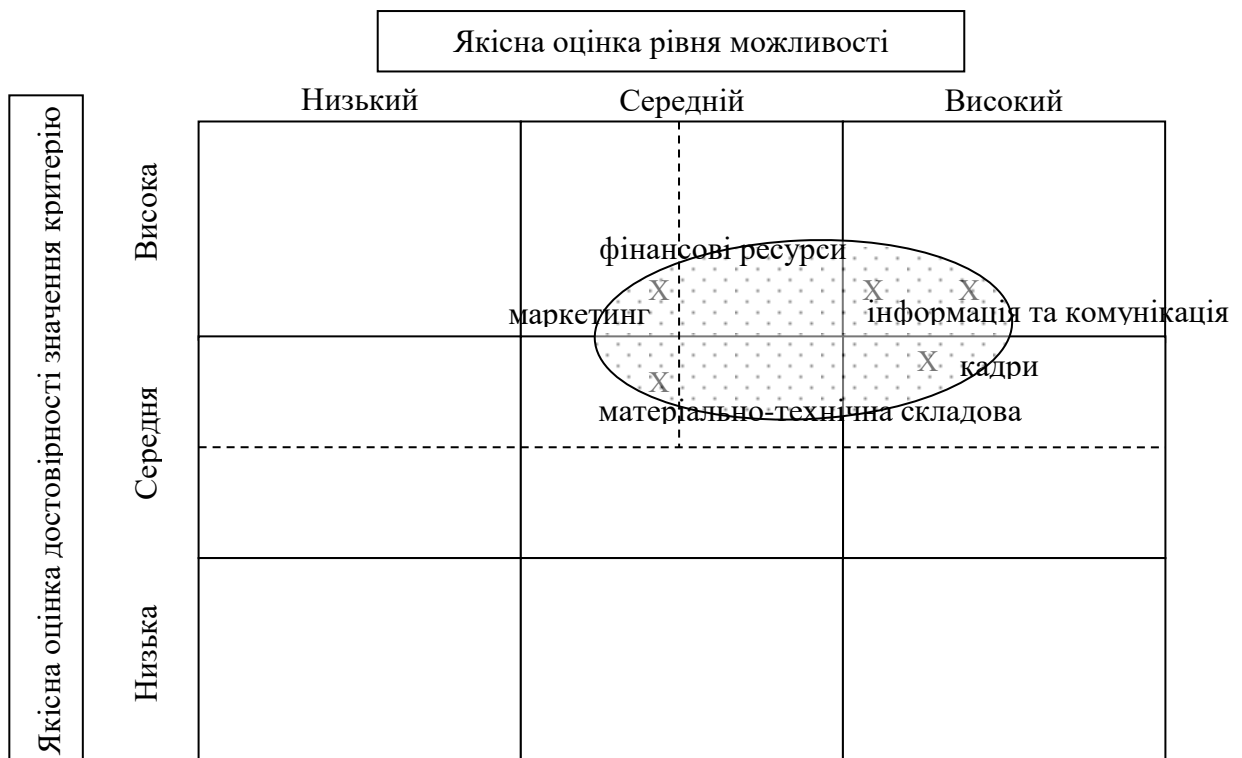 Якісна оцінка рівня можливості
Якісна оцінка достовірності значення критерію
Низький
Середній
Високий
Висока
фінансові ресурси
X
X
X
маркетинг
інформація та комунікація
Середня
X
кадри
X
матеріально-технічна складова
Низька